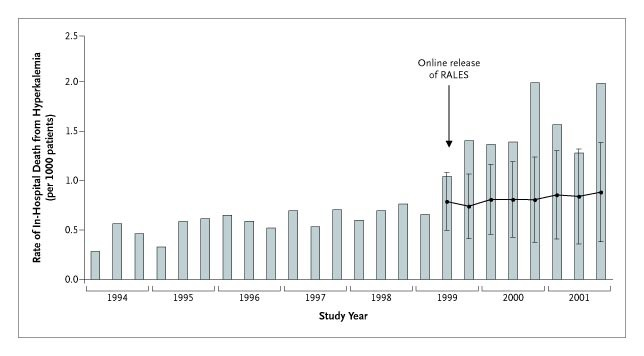 2.5
2.0
1.5
1.0
0.5
0.0
Rate of In-Hospital Death from Hyperkalemia
(per 1000 patients)
Online release
of RALES
1994 1995 1996 1997 1998 1999 2000 2001
Study Year